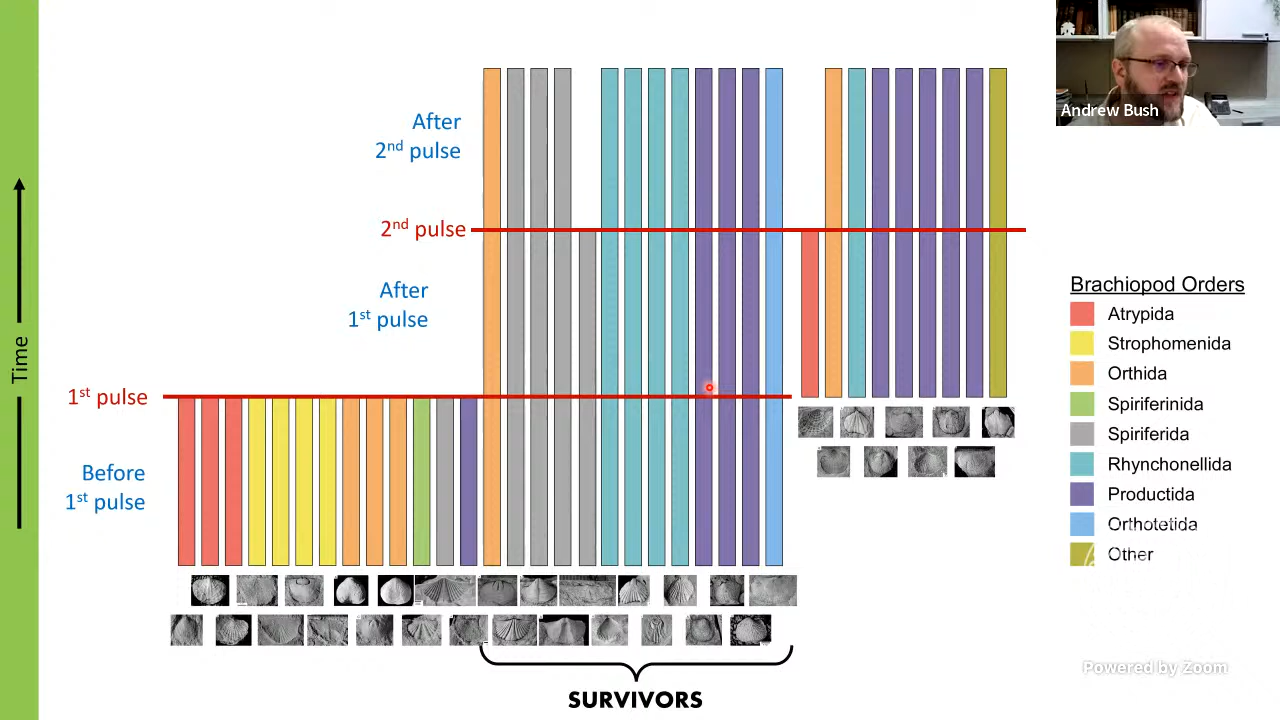 Andrew Bush
After
2nd pulse
2nd pulse
After
1st pulse
1st pulse
Before
1st pulse
Time
SURVIVORS
Brachiopod Orders
Atrypida
Strophomenida
Orthida
Spiriferinida
Spiriferida
Rhynchonellida
Productida
Orthotetida
Other
Powered by Zoom